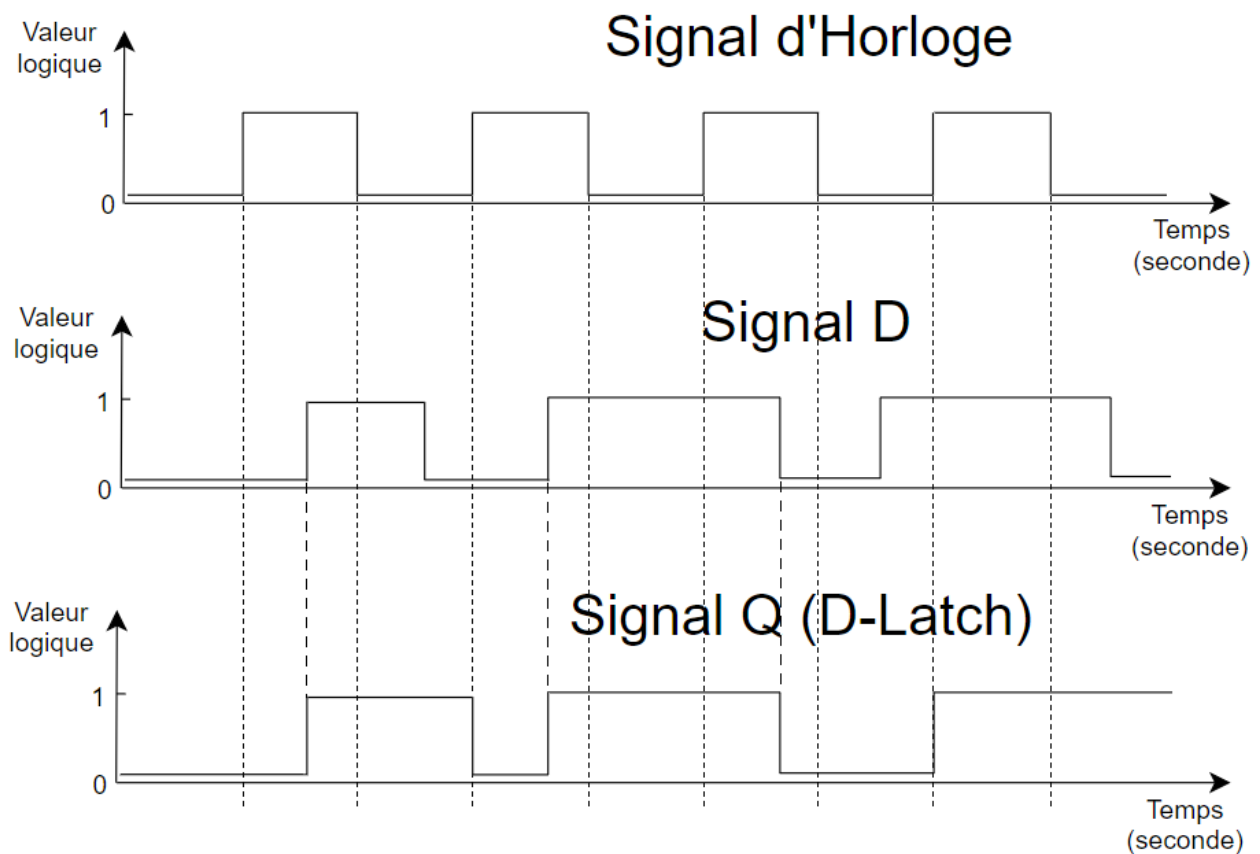 Signal d'Horloge
Valeur
logique
1
0
Temps
(seconde)
Signal D
Valeur
logique
1
0
Temps
(seconde)
Signal Q (D-Latch)
Valeur
logique
1
0
Temps
(seconde)